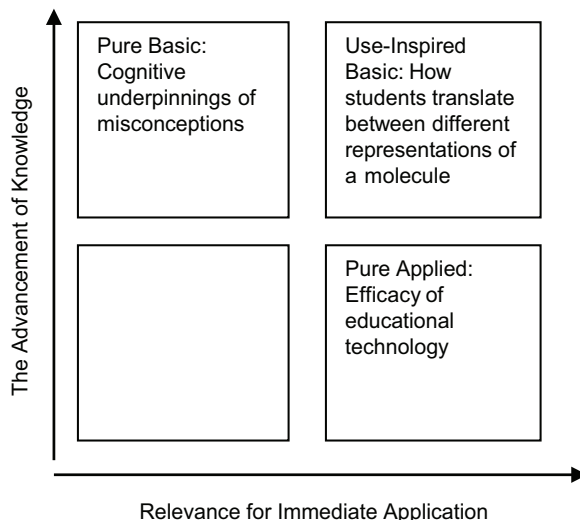 The Advancement of Knowledge
Pure Basic:
Cognitive
underpinnings of
misconceptions
Use-Inspired
Basic: How
students translate
between different
representations of
a molecule
Pure Applied:
Efficacy of
educational
technology
Relevance for Immediate Application